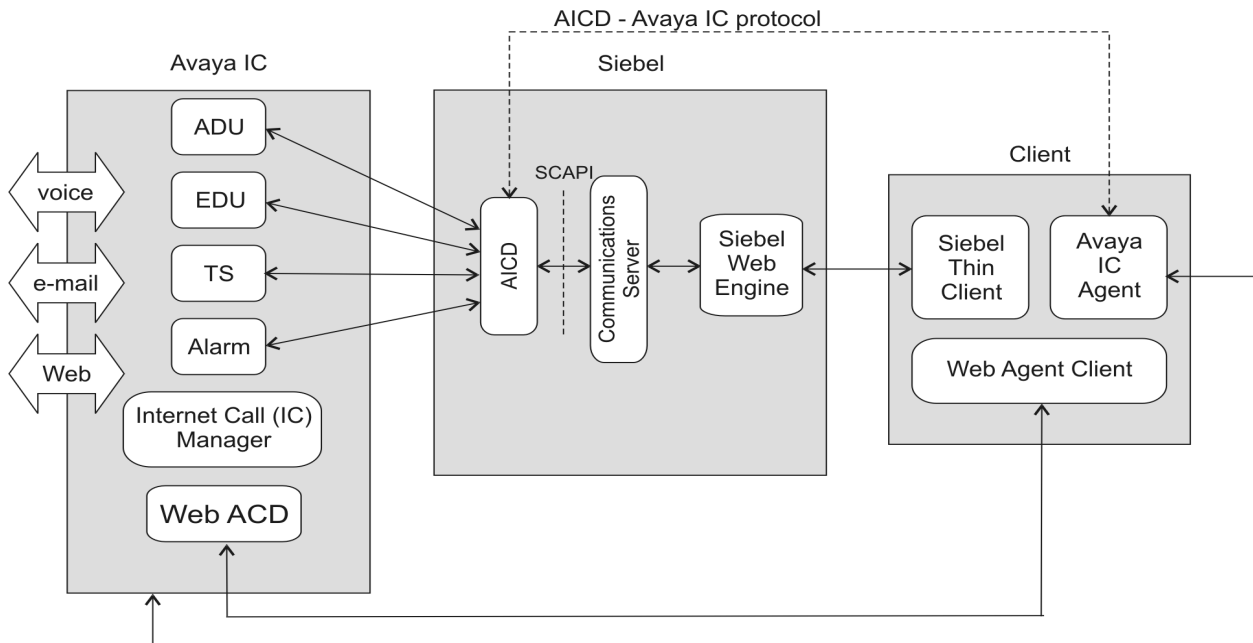 AICD - Avaya IC protocol
Avaya IC
Siebel
Client
voice
e-mail
Web
ADU
EDU
TS
Alarm
Internet Call (IC)
Manager
Web ACD
AICD
SCAPI
Communications
Server
Siebel
Web
Engine
Siebel
Thin
Client
Avaya
IC
Agent
Web Agent Client